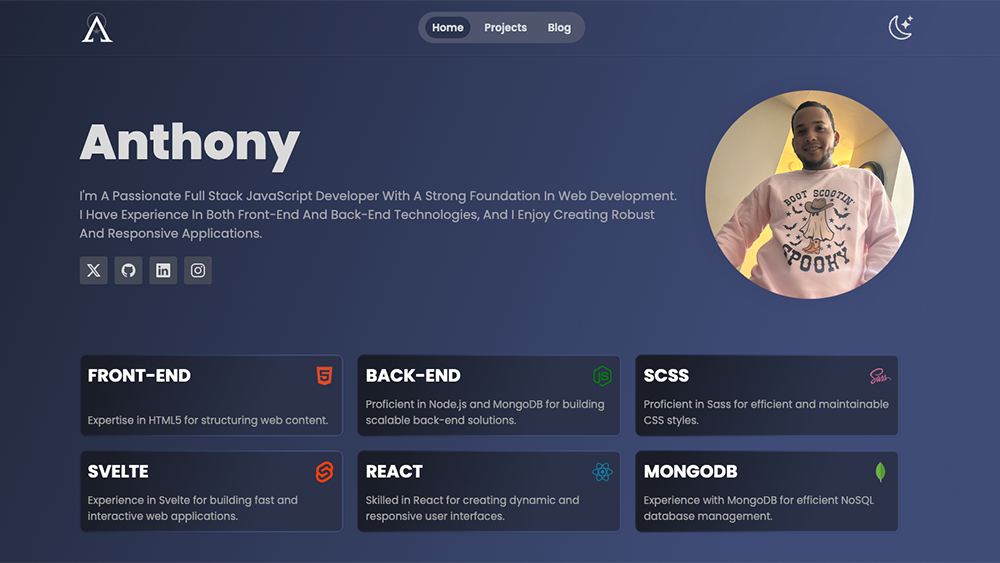 Home Projects Blog
Anthony
I'm A Passionate Full Stack JavaScript Developer With A Strong Foundation In Web Development.
I Have Experience In Both Front-End And Back-End Technologies, And I Enjoy Creating Robust
And Responsive Applications.
BOOT SCOOTIN'
SPOOKY
FRONT-END
Expertise in HTML5 for structuring web content.
BACK-END
JS
Proficient in Node.js and MongoDB for building
scalable back-end solutions.
SCSS
Sass
Proficient in Sass for efficient and maintainable
CSS styles.
SVELTE
Experience in Svelte for building fast and
interactive web applications.
REACT
Skilled in React for creating dynamic and
responsive user interfaces.
MONGODB
Experience with MongoDB for efficient NoSQL
database management.